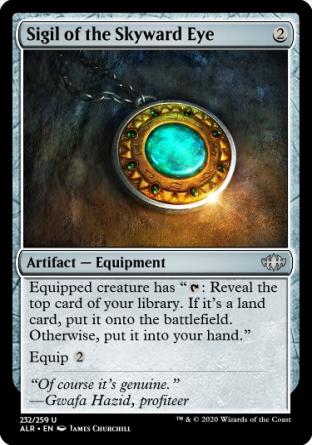 Sigil of the Skyward Eye 2
Artifact — Equipment
Equipped creature has “: Reveal the
top card of your library. If it’s a land
card, put it onto the battlefield.
Otherwise, put it into your hand.”
Equip 2
“Of course it’s genuine.”
—Gwafa Hazid, profiteer
232/259 U
ALR • EN JAMES CHURCHILL
™ & © 2020 Wizards of the Coast